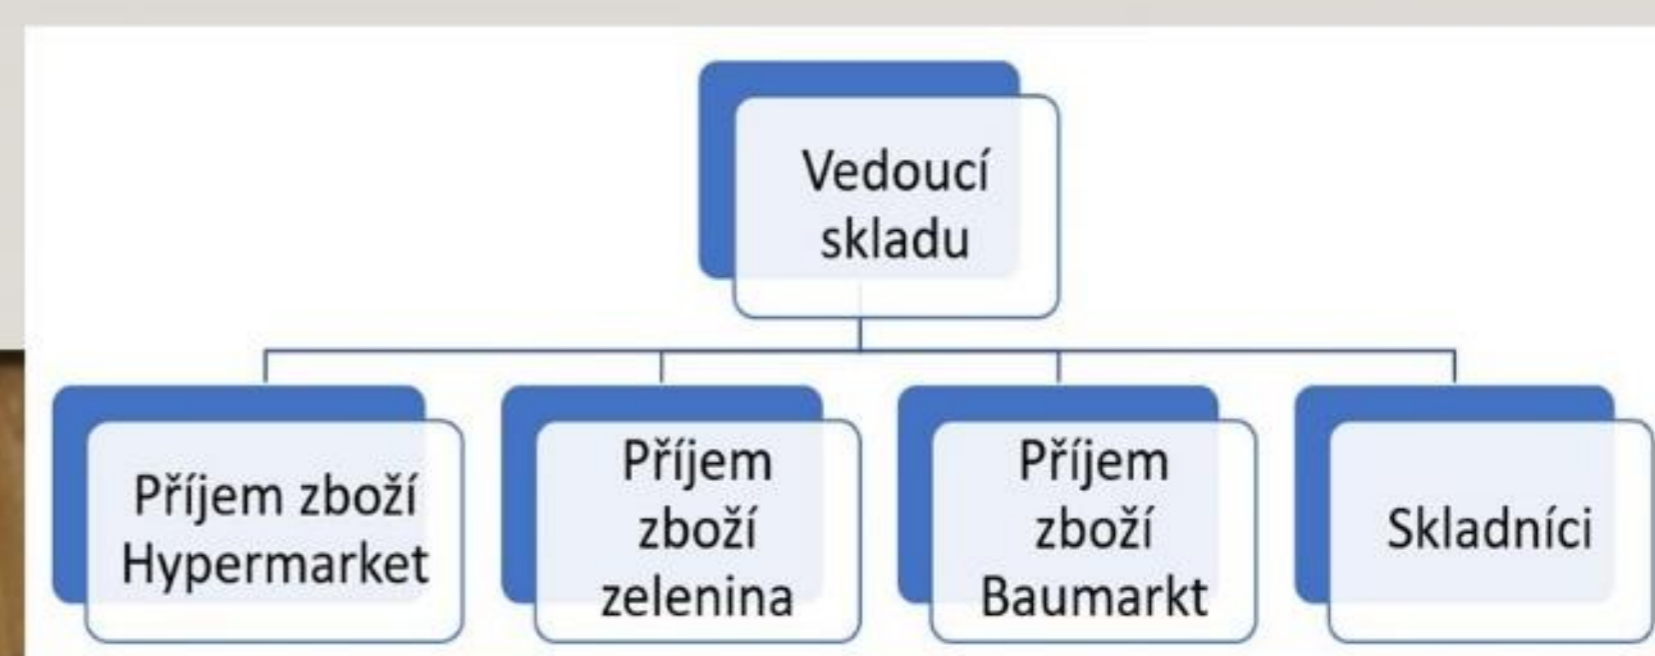 Vedoucí
skladu
Příjem zboží
Hypermarket
Příjem
zboží
zelenina
Příjem
zboží
Baumarkt
Skladníci